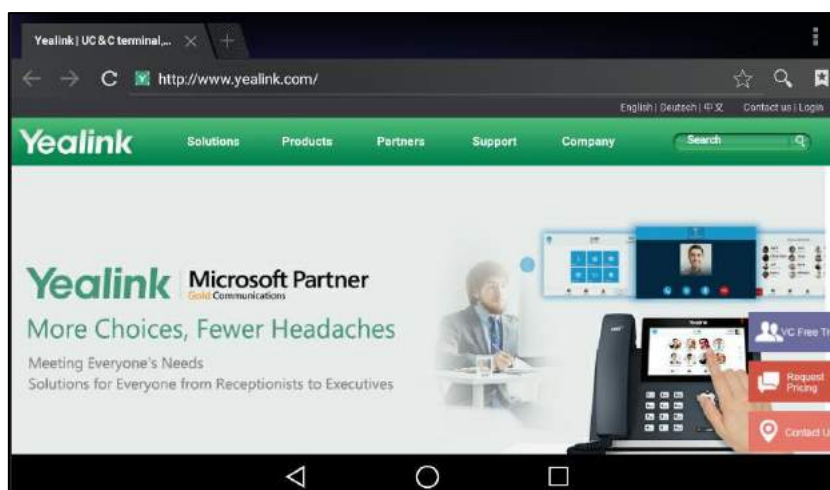 Yealink | UC & C terminal,...
http://www.yealink.com/
English | Deutsch | 中文 Contact us | Login
Yealink Solutions Products Partners Support Company Search
Yealink Microsoft Partner
Gold Communications
More Choices, Fewer Headaches
Meeting Everyone's Needs
Solutions for Everyone from Receptionists to Executives
Yealink
VC Free Tr
Request
Pricing
Contact U